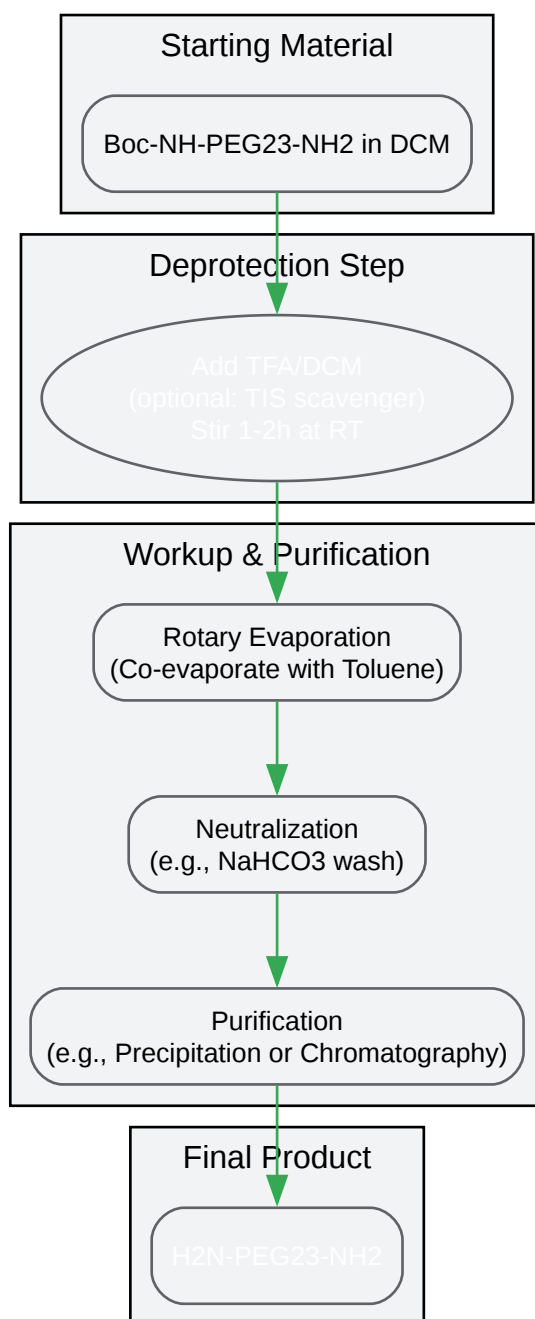 Starting Material
Boc-NH-PEG23-NH2 in DCM
Deprotection Step
Add TFA/DCM
(optional: TIS scavenger)
Stir 1-2h at RT
Workup & Purification
Rotary Evaporation
(Co-evaporate with Toluene)
Neutralization
(e.g., NaHCO3 wash)
Purification
(e.g., Precipitation or Chromatography)
Final Product
H2N-PEG23-NH2